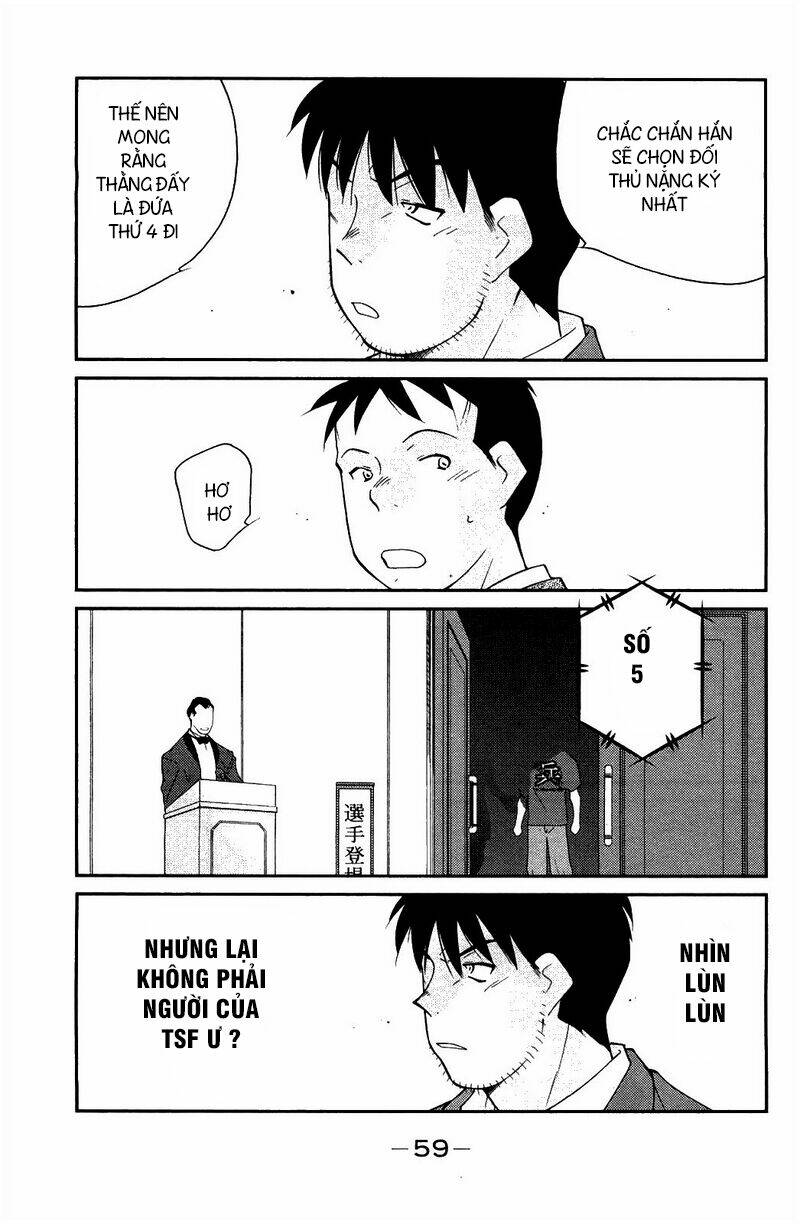 CHẮC CHẮN HẮN
SẼ CHỌN ĐỐI
THỦ NẶNG KÝ
NHẤT
THẾ NÊN
MONG
RẰNG
THẰNG ĐẤY
LÀ ĐỨA
THỨ 4 ĐI
HƠ
HƠ
SỐ
5
兵
選手登場
NHÌN
LÙN
LÙN
NHƯNG LẠI
KHÔNG PHẢI
NGƯỜI CỦA
TSF Ư ?
-59-